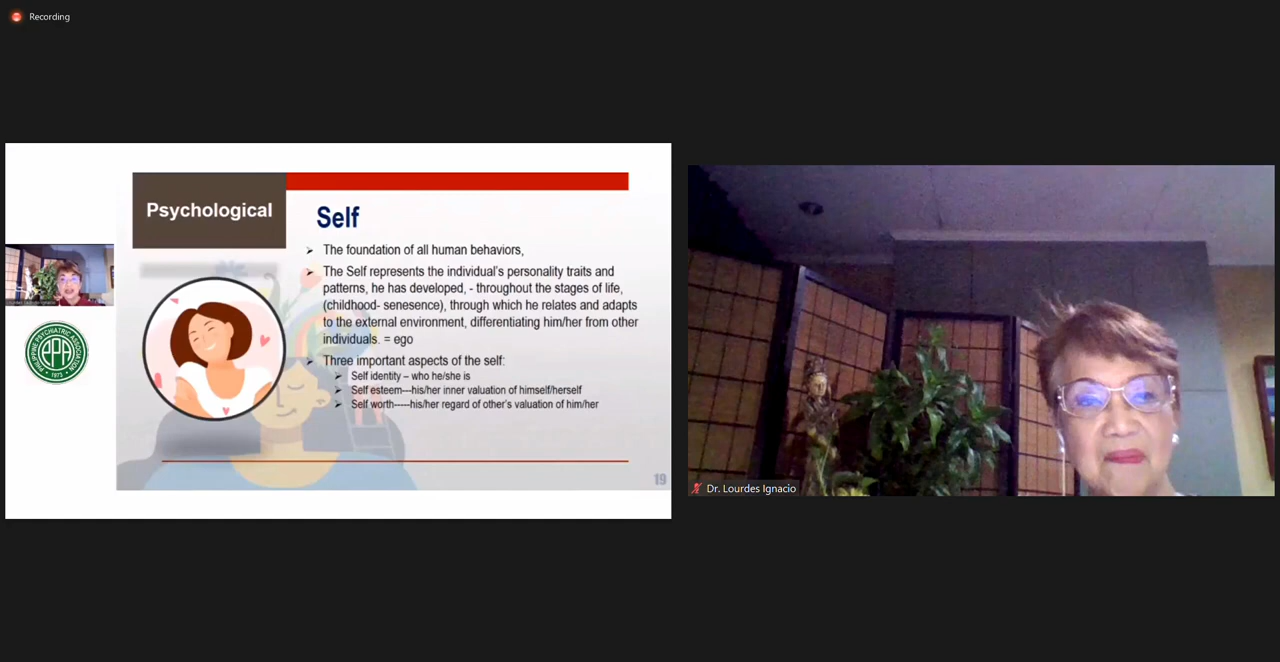 Recording
Psychological
Self
➢ The foundation of all human behaviors,
➢ The Self represents the individual's personality traits and
patterns, he has developed, - throughout the stages of life,
(childhood- senesence), through which he relates and adapts
to the external environment, differentiating him/her from other
individuals. = ego
➢ Three important aspects of the self:
➢ Self identity – who he/she is
➢ Self esteem---his/her inner valuation of himself/herself
➢ Self worth-----his/her regard of other's valuation of him/her
PHILIPPINE PSYCHIATRIC ASSOCIATION
PPA
19
Dr. Lourdes Ignacio